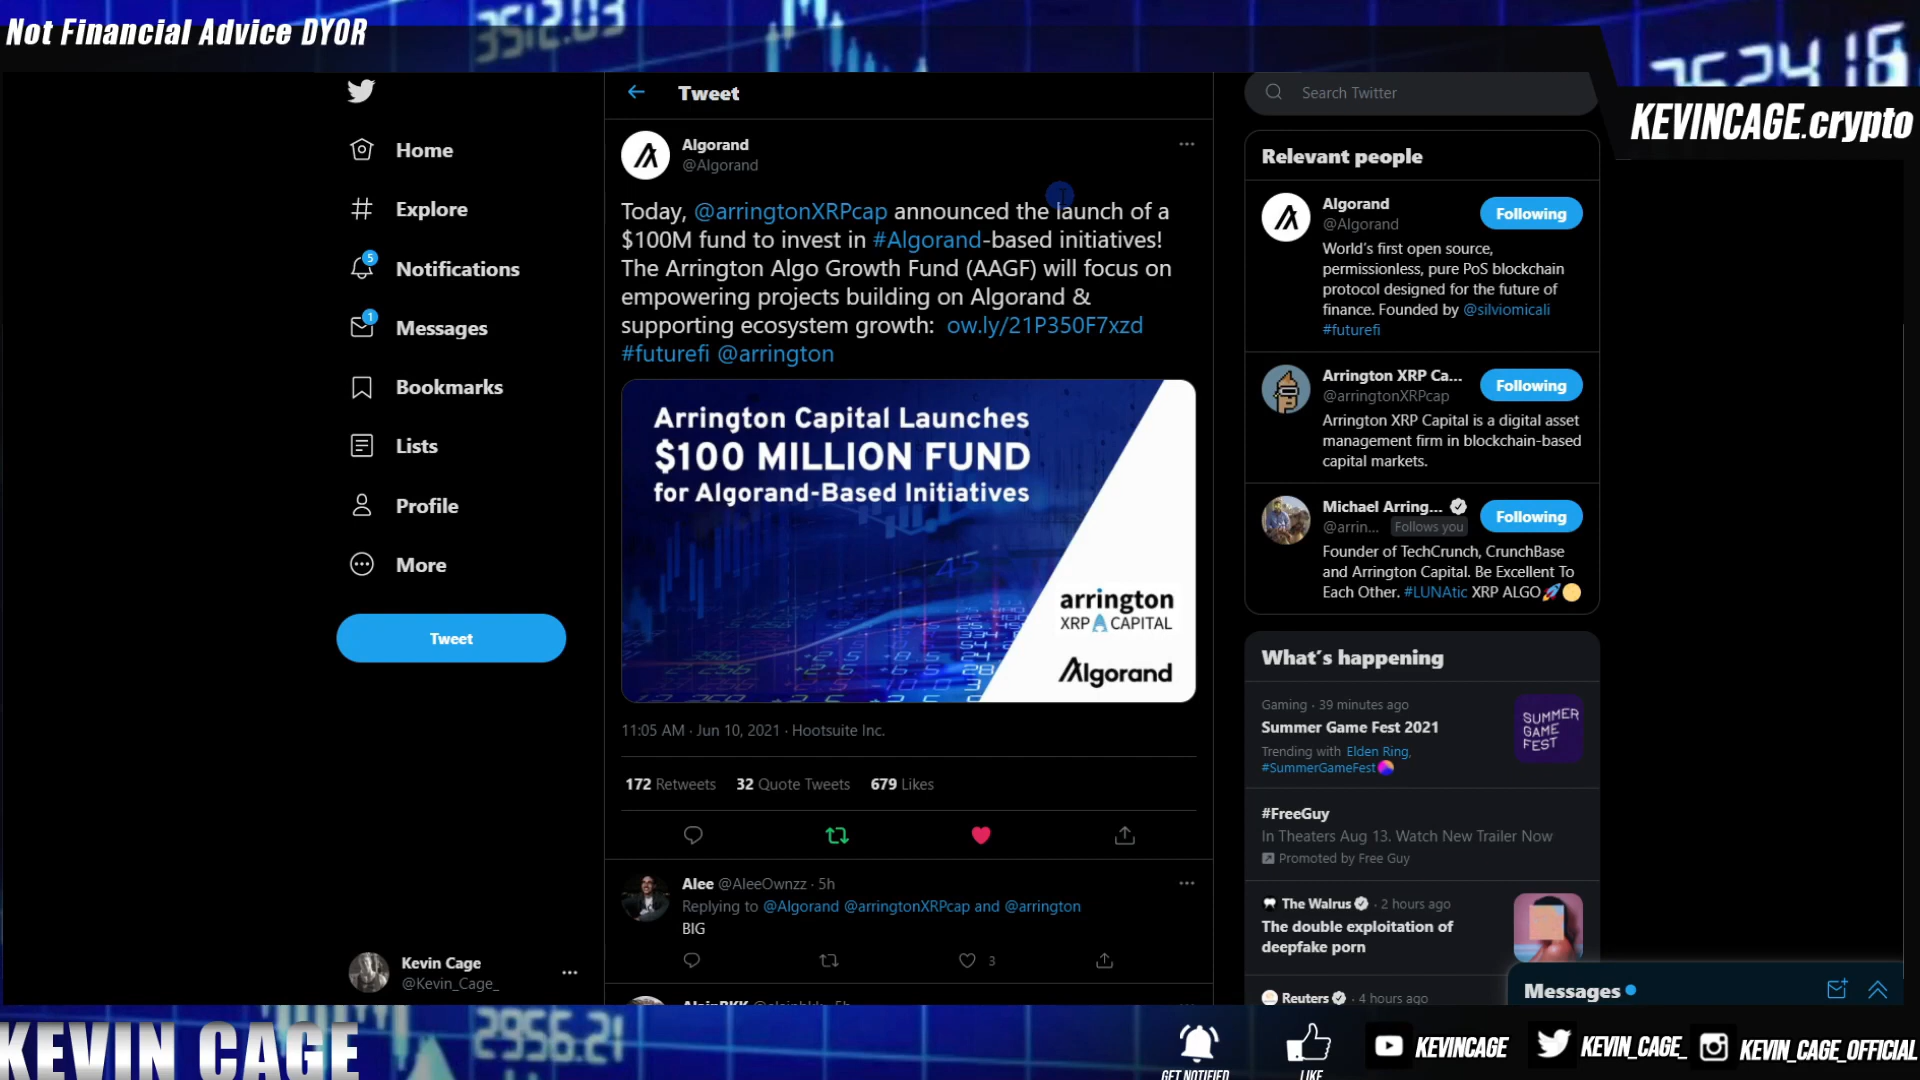 Not Financial Advice DYOR
3512.03
KEVINCAGE.crypto
Home
Explore
5
Notifications
1
Messages
Bookmarks
Lists
Profile
More
Tweet
Kevin Cage
@Kevin_Cage_
Tweet
Algorand
@Algorand
Today, @arringtonXRPcap announced the launch of a
$100M fund to invest in #Algorand-based initiatives!
The Arrington Algo Growth Fund (AAGF) will focus on
empowering projects building on Algorand &
supporting ecosystem growth: ow.ly/21P350F7xzd
#futurefi @arrington
Arrington Capital Launches
$100 MILLION FUND
for Algorand-Based Initiatives
arrington
XRP CAPITAL
Algorand
11:05 AM · Jun 10, 2021 · Hootsuite Inc.
172 Retweets 32 Quote Tweets 679 Likes
Alee @AleeOwnzz · 5h
Replying to @Algorand @arringtonXRPcap and @arrington
BIG
3
Search Twitter
Relevant people
Algorand
@Algorand
Following
World's first open source,
permissionless, pure PoS blockchain
protocol designed for the future of
finance. Founded by @silviomicali
#futurefi
Arrington XRP Ca...
@arringtonXRPcap
Following
Arrington XRP Capital is a digital asset
management firm in blockchain-based
capital markets.
Michael Arring...
@arrin... Follows you
Following
Founder of TechCrunch, CrunchBase
and Arrington Capital. Be Excellent To
Each Other. #LUNAtic XRP ALGO
What's happening
Gaming · 39 minutes ago
Summer Game Fest 2021
Trending with Elden Ring,
#SummerGameFest
SUMMER
GAME
FEST
#FreeGuy
In Theaters Aug 13. Watch New Trailer Now
Promoted by Free Guy
The Walrus · 2 hours ago
The double exploitation of
deepfake porn
Reuters · 4 hours ago
Messages
KEVIN CAGE
2956.21
GET NOTIFIED
LIKE
KEVINCAGE
KEVIN_CAGE_
KEVIN_CAGE_OFFICIAL